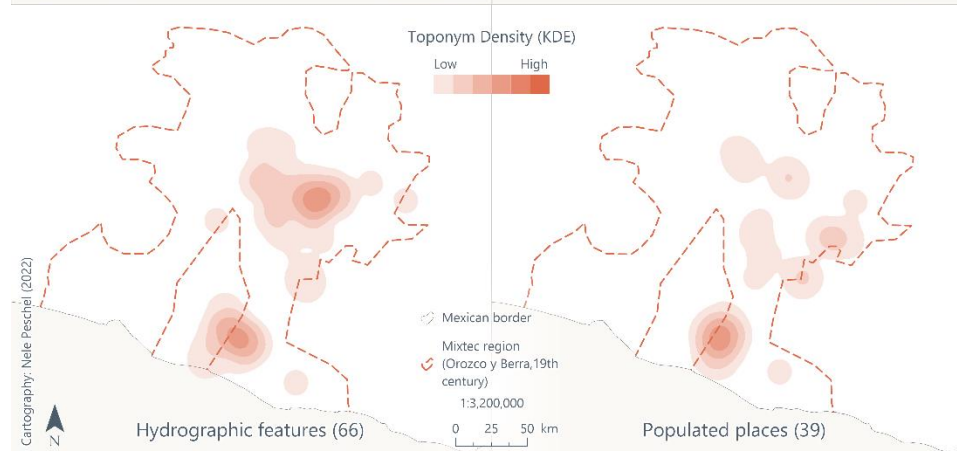 Toponym Density (KDE)
Low High
Cartography: Nele Peschel (2022)
Mexican border
Mixtec region
(Orozco y Berra,19th
century)
1:3,200,000
0 25 50 km
N
Hydrographic features (66)
Populated places (39)